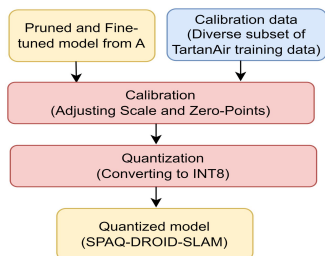 Pruned and Fine-
tuned model from A
Calibration data
(Diverse subset of
TartanAir training data)
Calibration
(Adjusting Scale and Zero-Points)
Quantization
(Converting to INT8)
Quantized model
(SPAQ-DROID-SLAM)